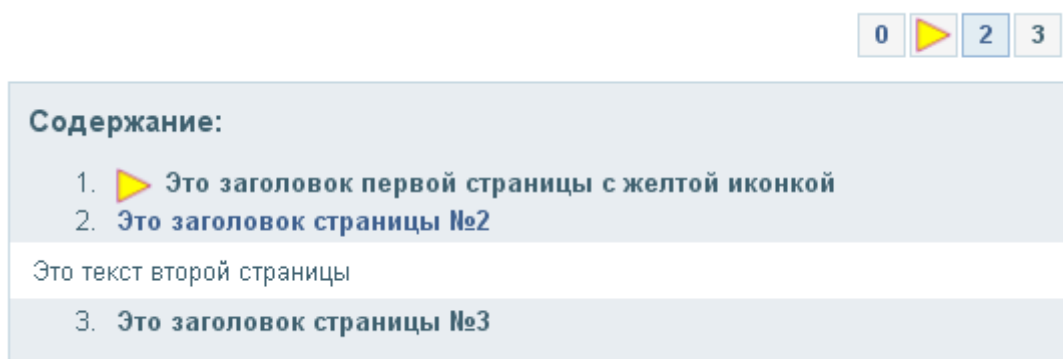 0 2 3
Содержание:
1. Это заголовок первой страницы с желтой иконкой
2. Это заголовок страницы №2
Это текст второй страницы
3. Это заголовок страницы №3